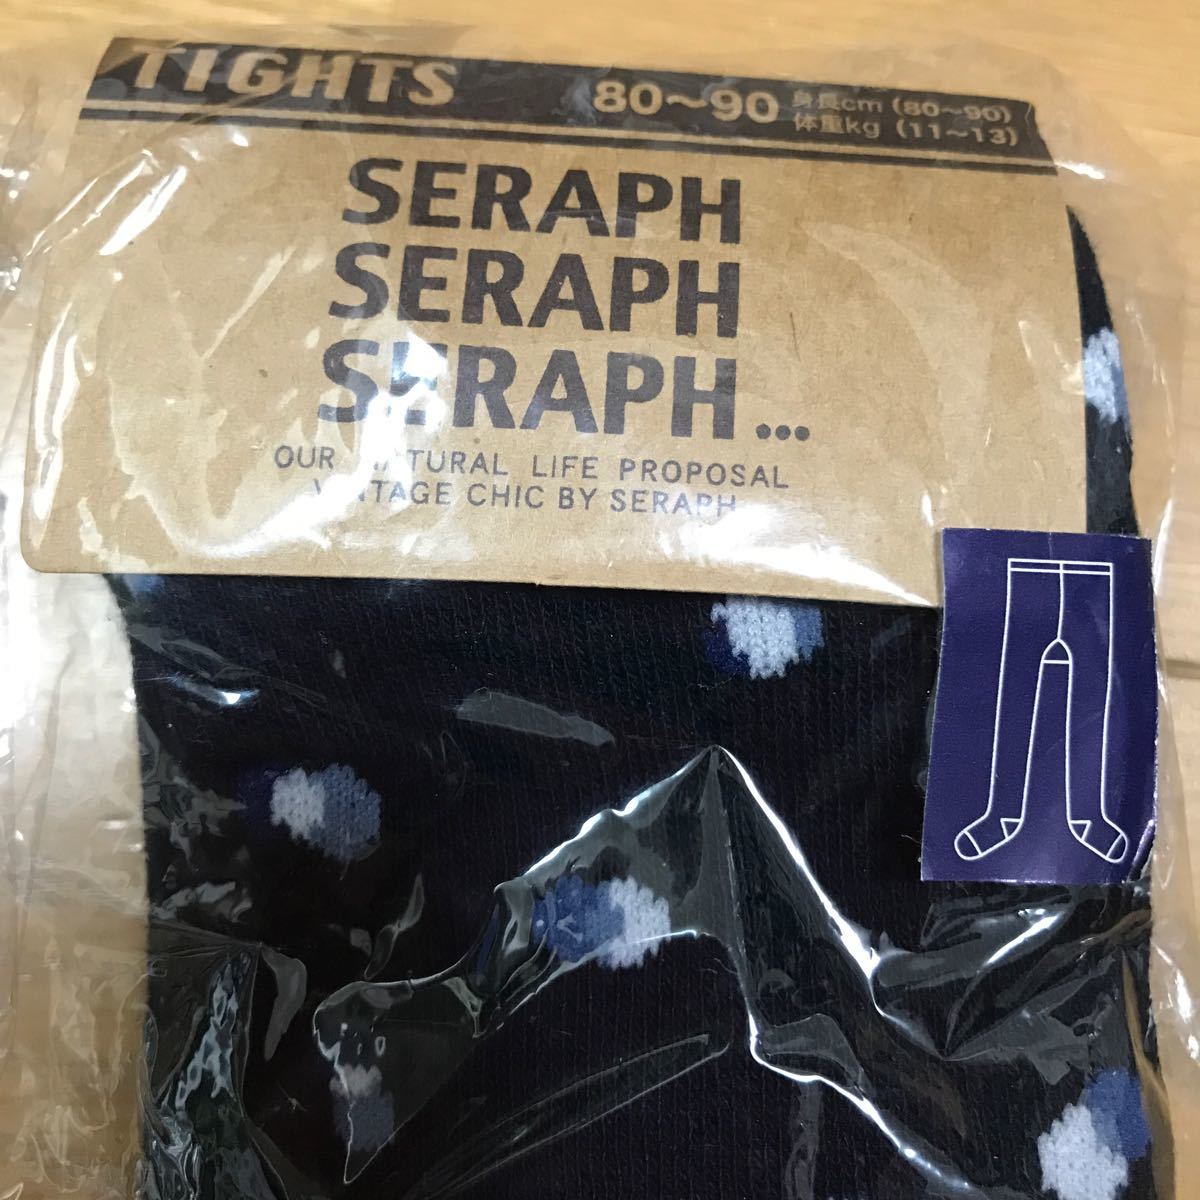 TIGHTS 80～90 身長cm (80～90)
体重kg (11～13)
SERAPH
SERAPH
SERAPH...
OUR NATURAL LIFE PROPOSAL
VINTAGE CHIC BY SERAPH